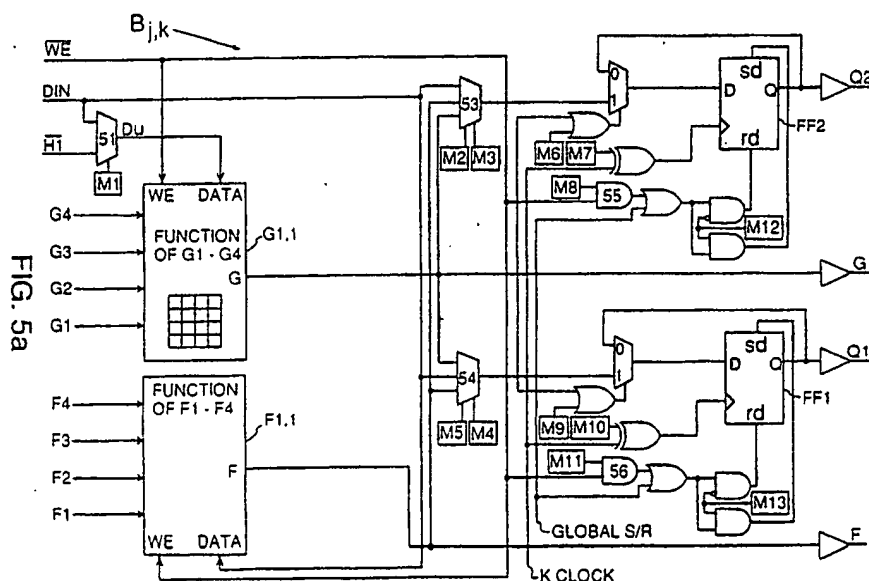 B j,k
WE
DIN
51
Du
H1
M1
WE DATA
G4
G3
G2
G1
FUNCTION
OF G1 - G4
G
G1,1
FIG. 5a
FUNCTION
OF F1 - F4
F4
F3
F2
F1
F
F1,1
WE DATA
53
M2 M3
54
M5 M4
0
1
M6 M7
M8
55
sd
D Q
rd
FF2
M12
Q2
G
0
1
M9 M10
M11
56
sd
D Q
rd
FF1
M13
Q1
GLOBAL S/R
F
K CLOCK